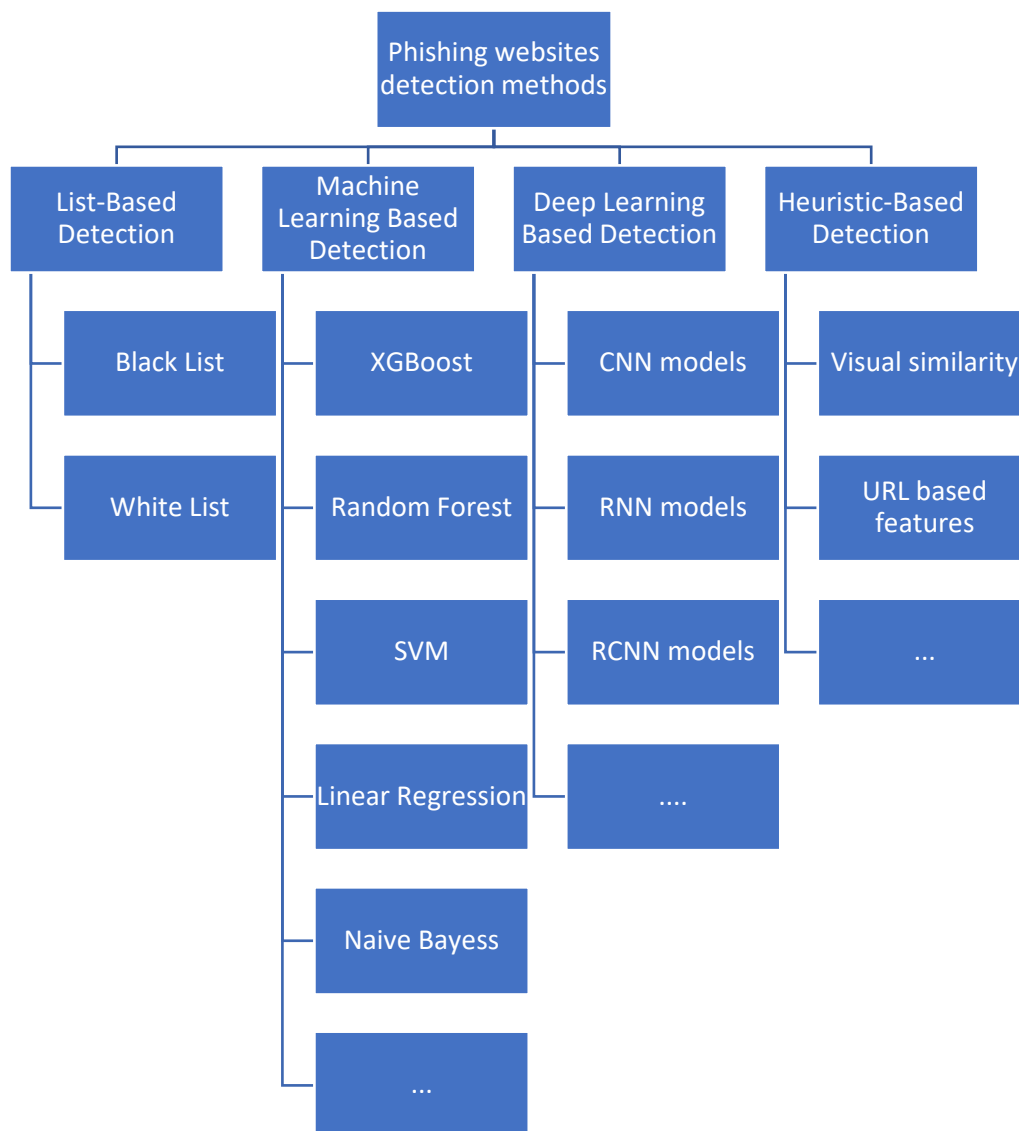 Phishing websites
detection methods
List-Based
Detection
Black List
White List
Machine
Learning Based
Detection
XGBoost
Random Forest
SVM
Linear Regression
Naive Bayess
...
Deep Learning
Based Detection
CNN models
RNN models
RCNN models
....
Heuristic-Based
Detection
Visual similarity
URL based
features
...